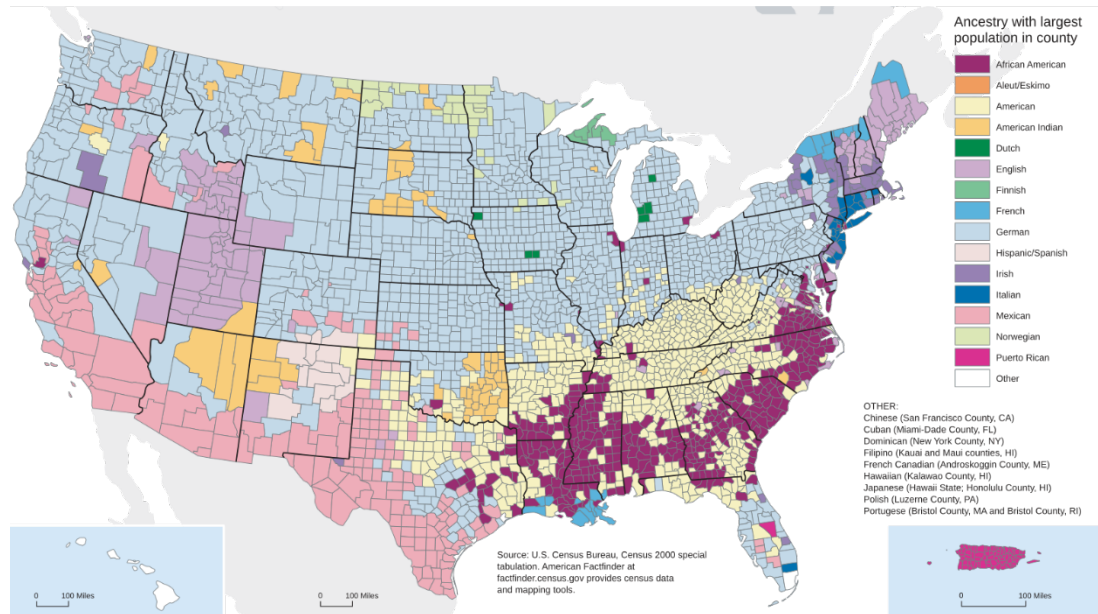 Ancestry with largest
population in county
African American
Aleut/Eskimo
American
American Indian
Dutch
English
Finnish
French
German
Hispanic/Spanish
Irish
Italian
Mexican
Norwegian
Puerto Rican
Other
OTHER:
Chinese (San Francisco County, CA)
Cuban (Miami-Dade County, FL)
Dominican (New York County, NY)
Filipino (Kauai and Maui counties, HI)
French Canadian (Androskoggin County, ME)
Hawaiian (Kalawao County, HI)
Japanese (Hawaii State; Honolulu County, HI)
Polish (Luzerne County, PA)
Portugese (Bristol County, MA and Bristol County, RI)
Source: U.S. Census Bureau, Census 2000 special
tabulation. American Factfinder at
factfinder.census.gov provides census data
and mapping tools.
0 100 Miles
0 100 Miles
0 100 Miles